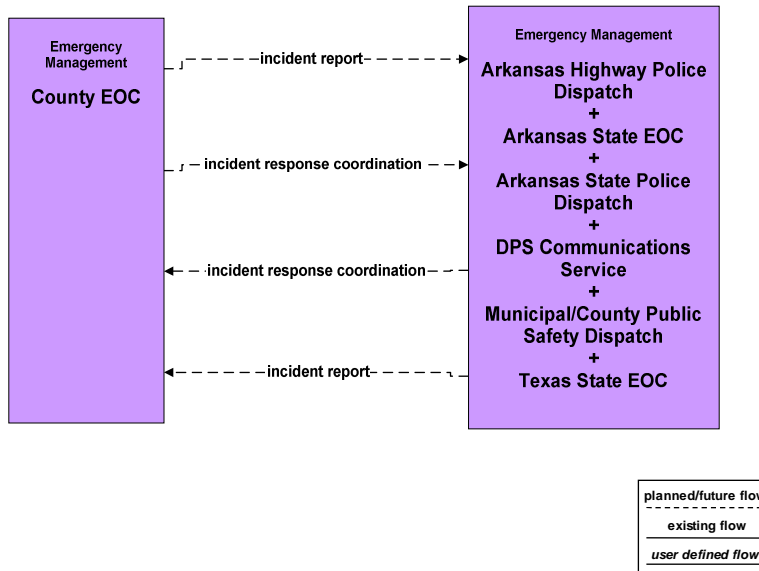 Emergency
Management
County EOC
incident report
incident response coordination
incident response coordination
incident report
Emergency Management
Arkansas Highway Police
Dispatch
+
Arkansas State EOC
+
Arkansas State Police
Dispatch
+
DPS Communications
Service
+
Municipal/County Public
Safety Dispatch
+
Texas State EOC
planned/future flow
existing flow
user defined flow